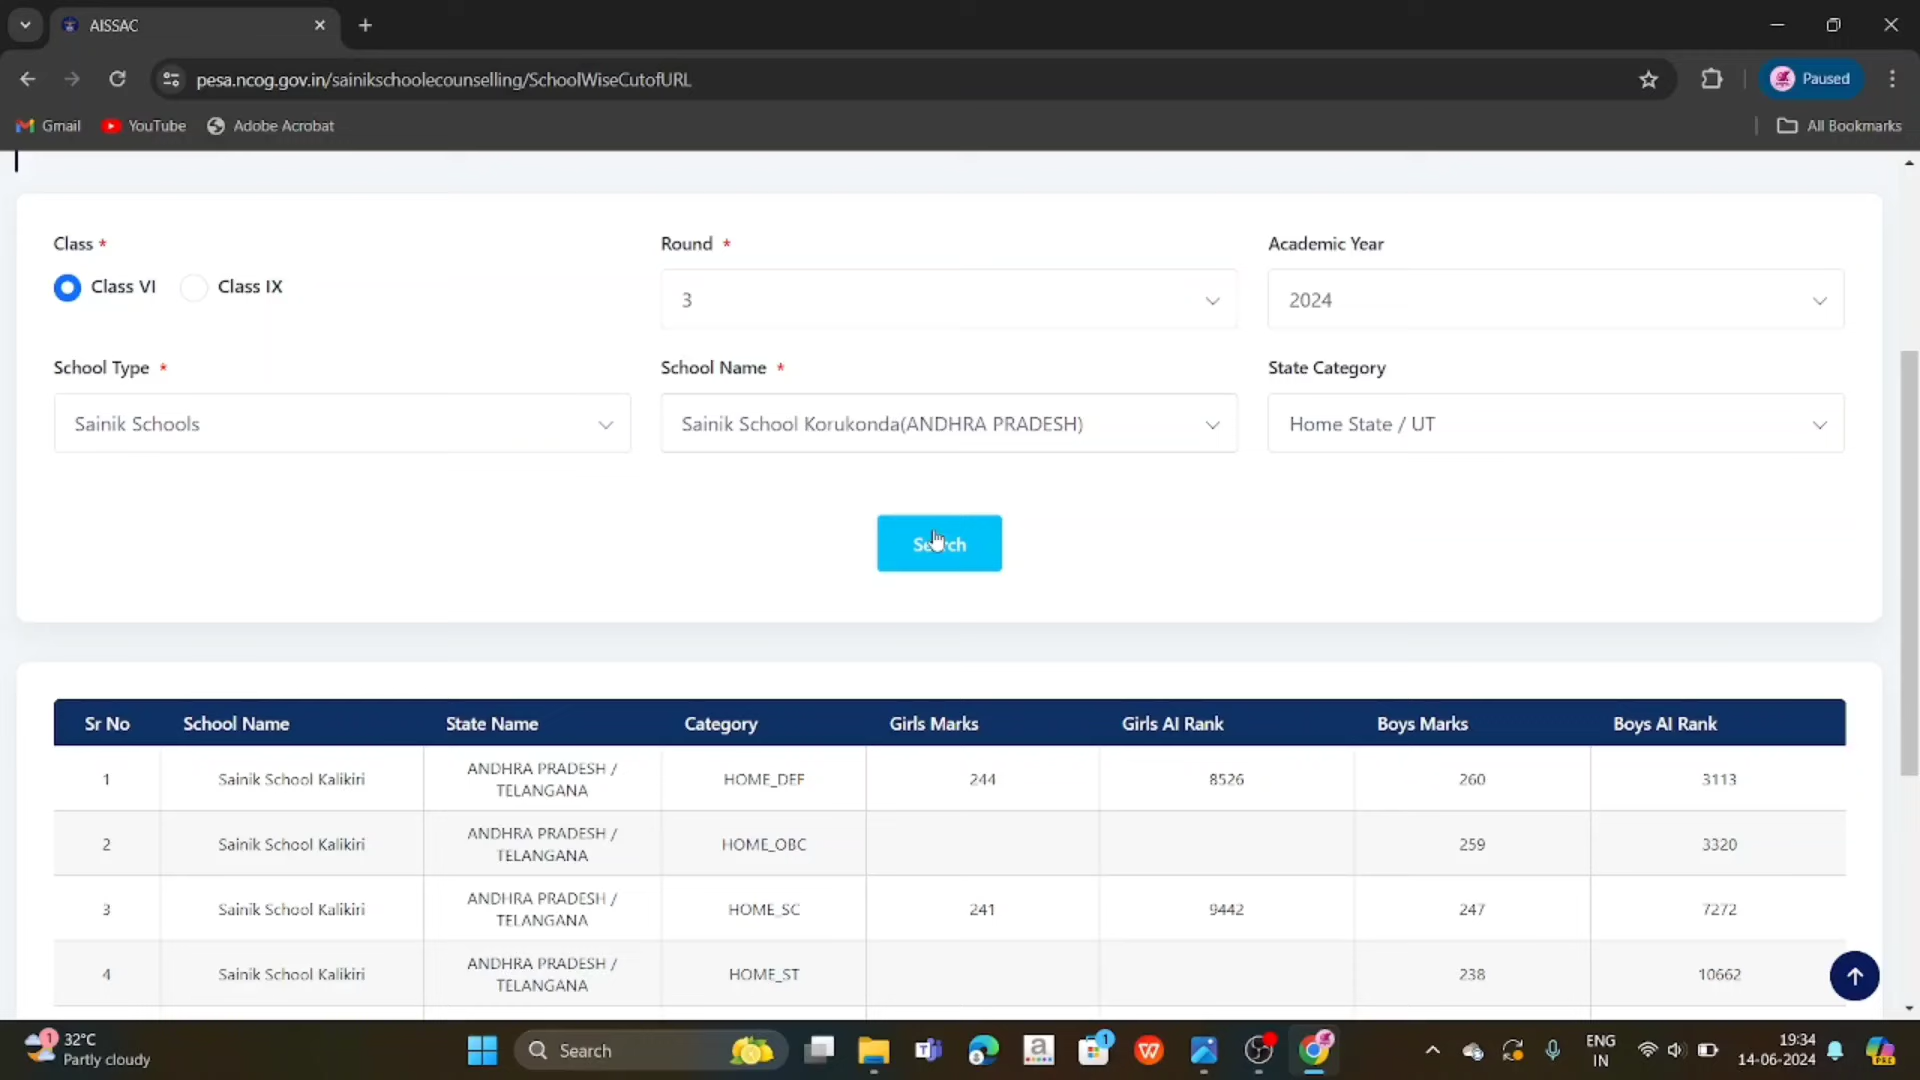 AISSAC
pesa.ncog.gov.in/sainikschoolecounselling/SchoolWiseCutofURL
Paused
Gmail YouTube Adobe Acrobat All Bookmarks
Class * Round * Academic Year
Class VI Class IX 3 2024
School Type * School Name * State Category
Sainik Schools Sainik School Korukonda(ANDHRA PRADESH) Home State / UT
Search
Sr No School Name State Name Category Girls Marks Girls AI Rank Boys Marks Boys AI Rank
1 Sainik School Kalikiri ANDHRA PRADESH / TELANGANA HOME_DEF 244 8526 260 3113
2 Sainik School Kalikiri ANDHRA PRADESH / TELANGANA HOME_OBC 259 3320
3 Sainik School Kalikiri ANDHRA PRADESH / TELANGANA HOME_SC 241 9442 247 7272
4 Sainik School Kalikiri ANDHRA PRADESH / TELANGANA HOME_ST 238 10662
1 32°C
Partly cloudy
Search
1
ENG
IN
19:34
14-06-2024
PRE